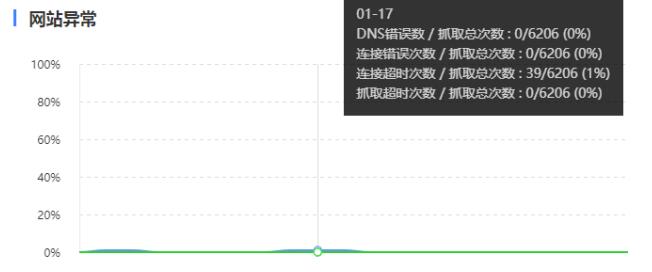 网站异常
01-17
DNS错误数 / 抓取总次数 : 0/6206 (0%)
连接错误次数 / 抓取总次数 : 0/6206 (0%)
连接超时次数 / 抓取总次数 : 39/6206 (1%)
抓取超时次数 / 抓取总次数 : 0/6206 (0%)
100%
80%
60%
40%
20%
0%